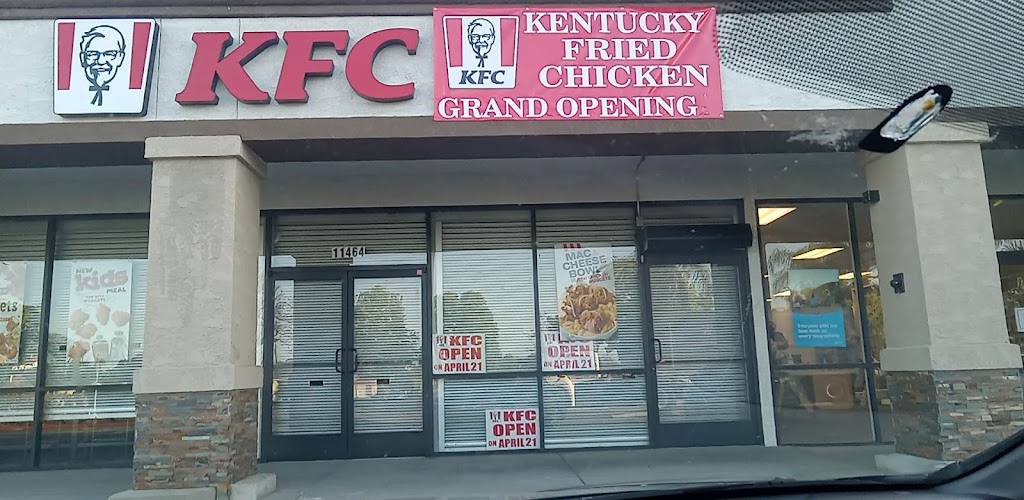 KFC
KENTUCKY
FRIED
CHICKEN
KFC
GRAND OPENING
11464
NEW
kids
MEAL
ets
MAC
CHEESE
BOWL
KFC
OPEN
ON APRIL 21
OPEN
ON APRIL 21
KFC
OPEN
ON APRIL 21